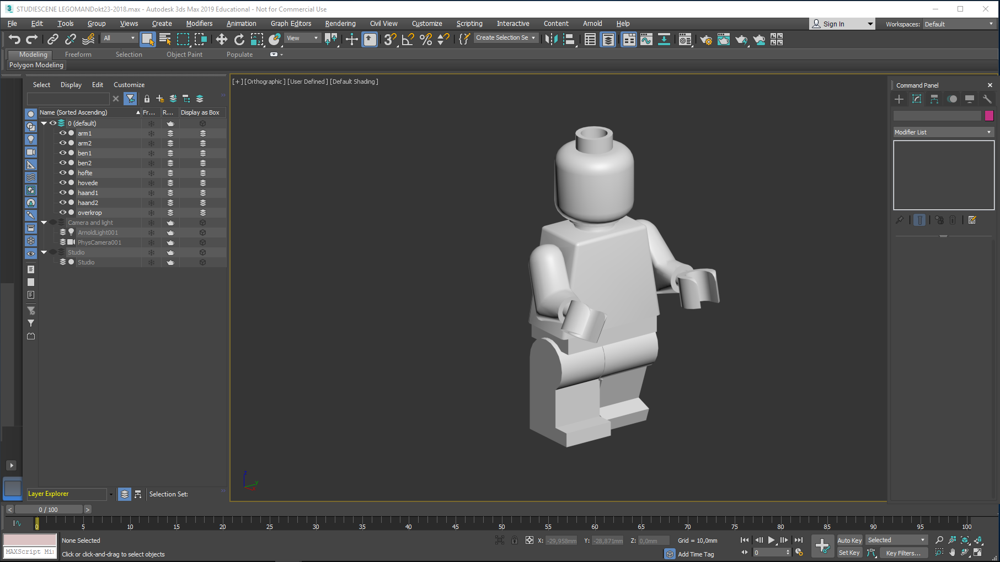 STUDIESCENE LEGOMANDokt23-2018.max - Autodesk 3ds Max 2019 Educational - Not for Commercial Use
File Edit Tools Group Views Create Modifiers Animation Graph Editors Rendering Civil View Customize Scripting Interactive Content Arnold Help Sign In Workspaces: Default
All View Create Selection Se
Modeling Freeform Selection Object Paint Populate
Polygon Modeling
Select Display Edit Customize
[+] [Orthographic] [User Defined] [Default Shading]
Command Panel
Name (Sorted Ascending) Fr... R... Display as Box
0 (default)
arm1
arm2
ben1
ben2
hofte
hovede
haand1
haand2
overkrop
Camera and light
ArnoldLight001
PhysCamera001
Studio
Studio
Modifier List
z
y
Layer Explorer Selection Set:
< 0 / 100 >
0 5 10 15 20 25 30 35 40 45 50 55 60 65 70 75 80 85 90 95 100
None Selected X: -29,958mm Y: -28,871mm Z: 0,0mm Grid = 10,0mm Auto Key Selected
MAXScript Mi Click or click-and-drag to select objects Add Time Tag 0 Set Key Key Filters...